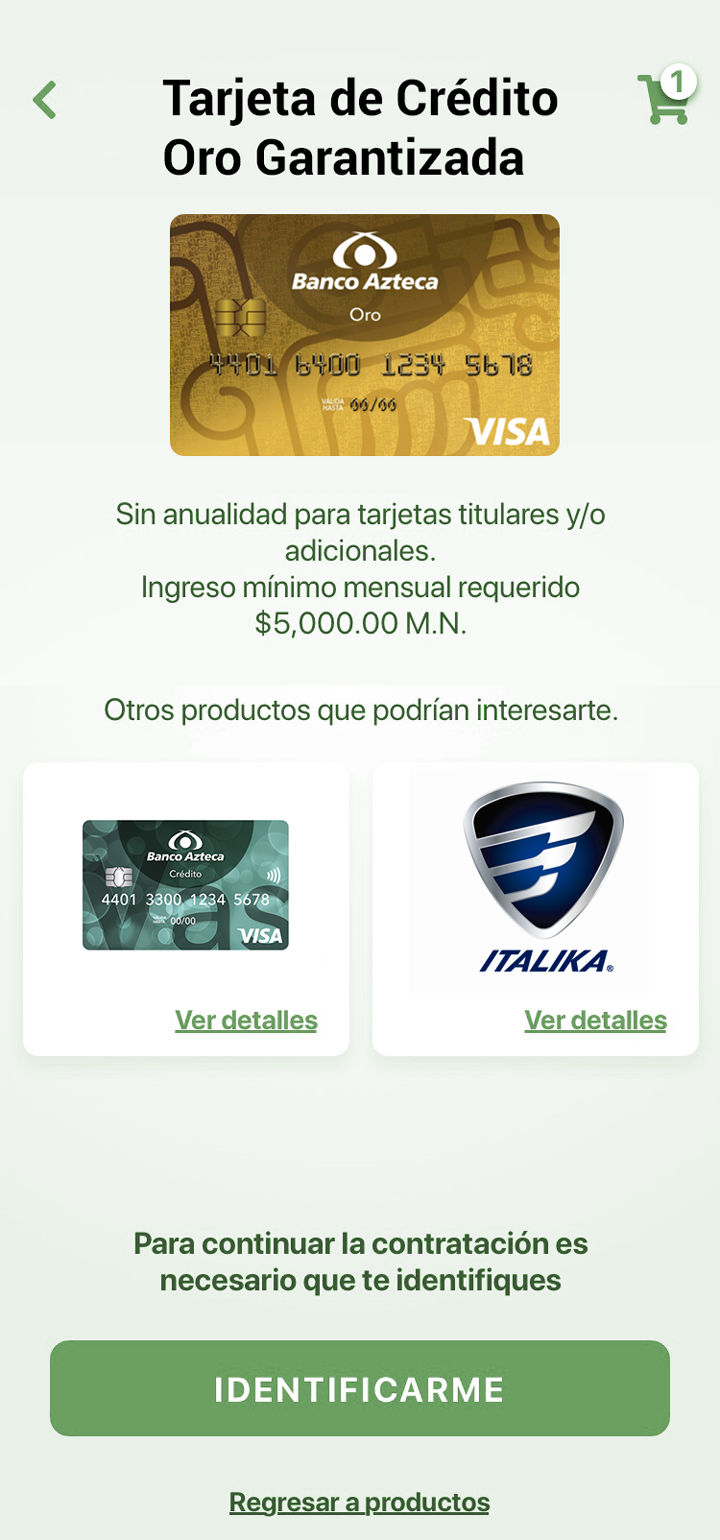 1
Tarjeta de Crédito
Oro Garantizada
Banco Azteca
Oro
4401 6400 1234 5678
VÁLIDA
HASTA 00/00
VISA
Sin anualidad para tarjetas titulares y/o
adicionales.
Ingreso mínimo mensual requerido
$5,000.00 M.N.
Otros productos que podrían interesarte.
Banco Azteca
Crédito
4401 3300 1234 5678
00/00
VISA
Ver detalles
ITALIKA®
Ver detalles
Para continuar la contratación es
necesario que te identifiques
IDENTIFICARME
Regresar a productos